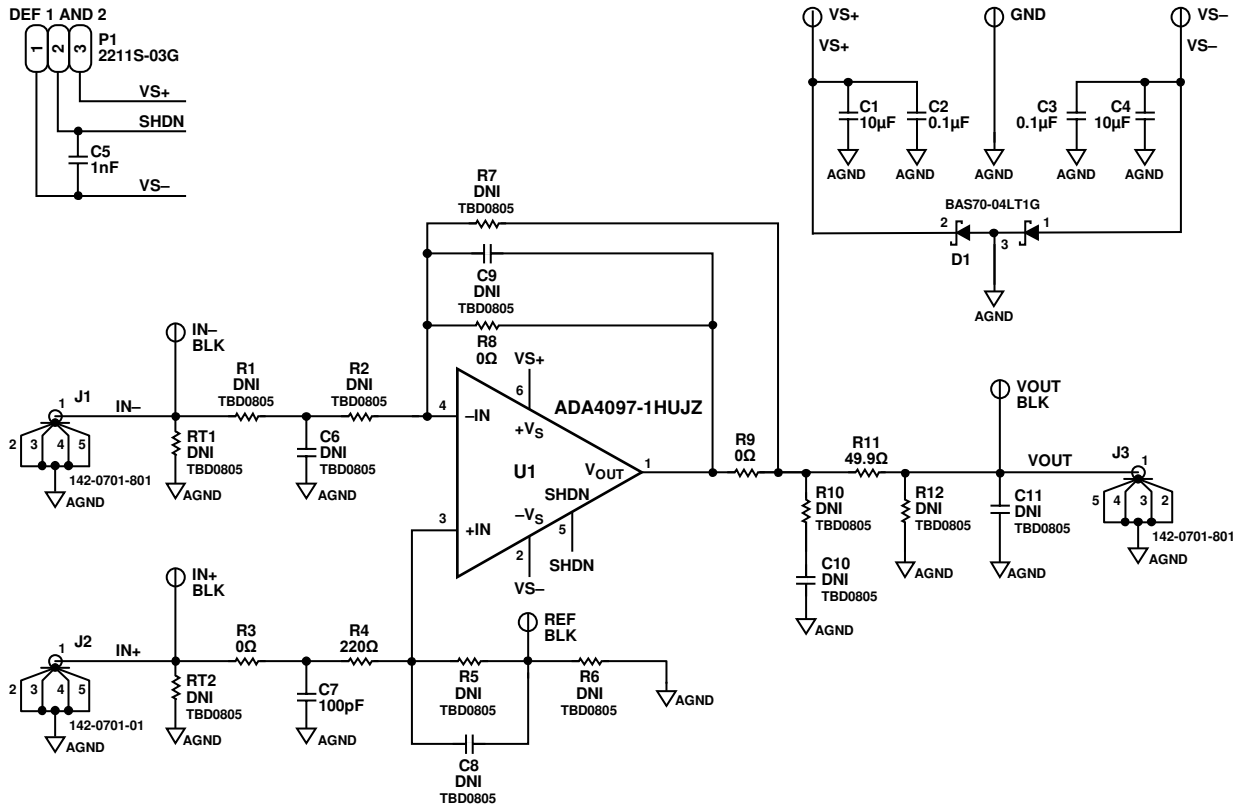 DEF 1 AND 2
1 2 3
P1
2211S-03G
VS+
SHDN
C5
1nF
VS–
VS+
VS+
GND
VS–
VS–
C1
10µF
C2
0.1µF
C3
0.1µF
C4
10µF
AGND
AGND
AGND
AGND
AGND
BAS70-04LT1G
2
1
3
D1
AGND
R7
DNI
TBD0805
C9
DNI
TBD0805
R8
0Ω
IN–
BLK
J1
1
IN–
2 3 4 5
142-0701-801
AGND
RT1
DNI
TBD0805
AGND
R1
DNI
TBD0805
R2
DNI
TBD0805
C6
DNI
TBD0805
AGND
VS+
6
ADA4097-1HUJZ
4
–IN
+VS
U1
VOUT
1
SHDN
–VS
3
+IN
5
2
SHDN
VS–
R9
0Ω
R11
49.9Ω
R10
DNI
TBD0805
C10
DNI
TBD0805
AGND
R12
DNI
TBD0805
AGND
VOUT
BLK
VOUT
C11
DNI
TBD0805
AGND
J3
1
5 4 3 2
142-0701-801
AGND
IN+
BLK
J2
1
IN+
2 3 4 5
142-0701-01
AGND
RT2
DNI
TBD0805
AGND
R3
0Ω
R4
220Ω
C7
100pF
AGND
REF
BLK
R5
DNI
TBD0805
R6
DNI
TBD0805
AGND
C8
DNI
TBD0805